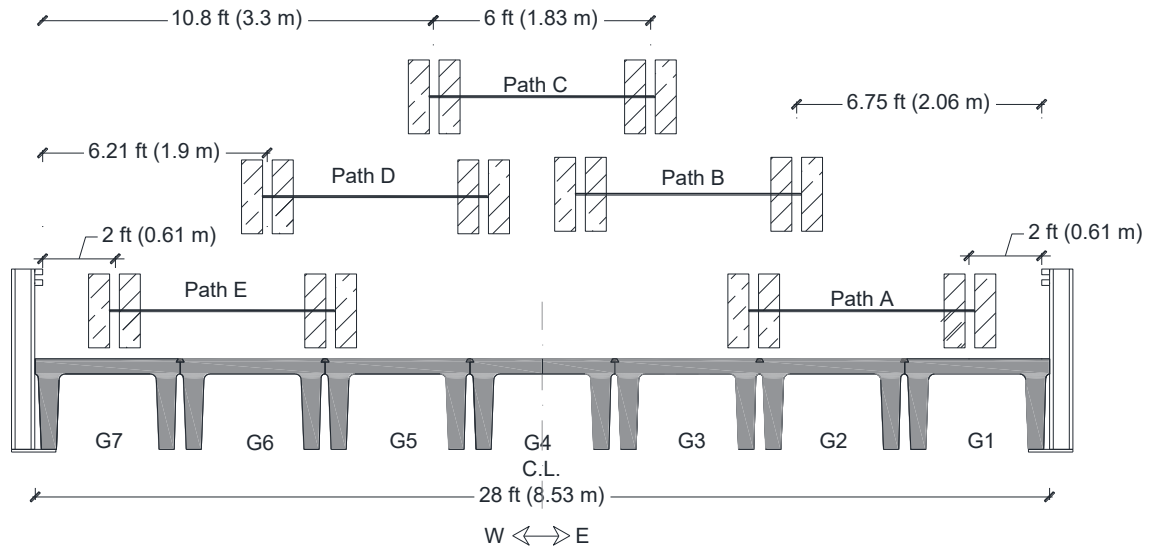 10.8 ft (3.3 m)
6 ft (1.83 m)
Path C
6.75 ft (2.06 m)
6.21 ft (1.9 m)
Path D
Path B
2 ft (0.61 m)
2 ft (0.61 m)
Path E
Path A
G7
G6
G5
G4
G3
G2
G1
C.L.
28 ft (8.53 m)
W
E